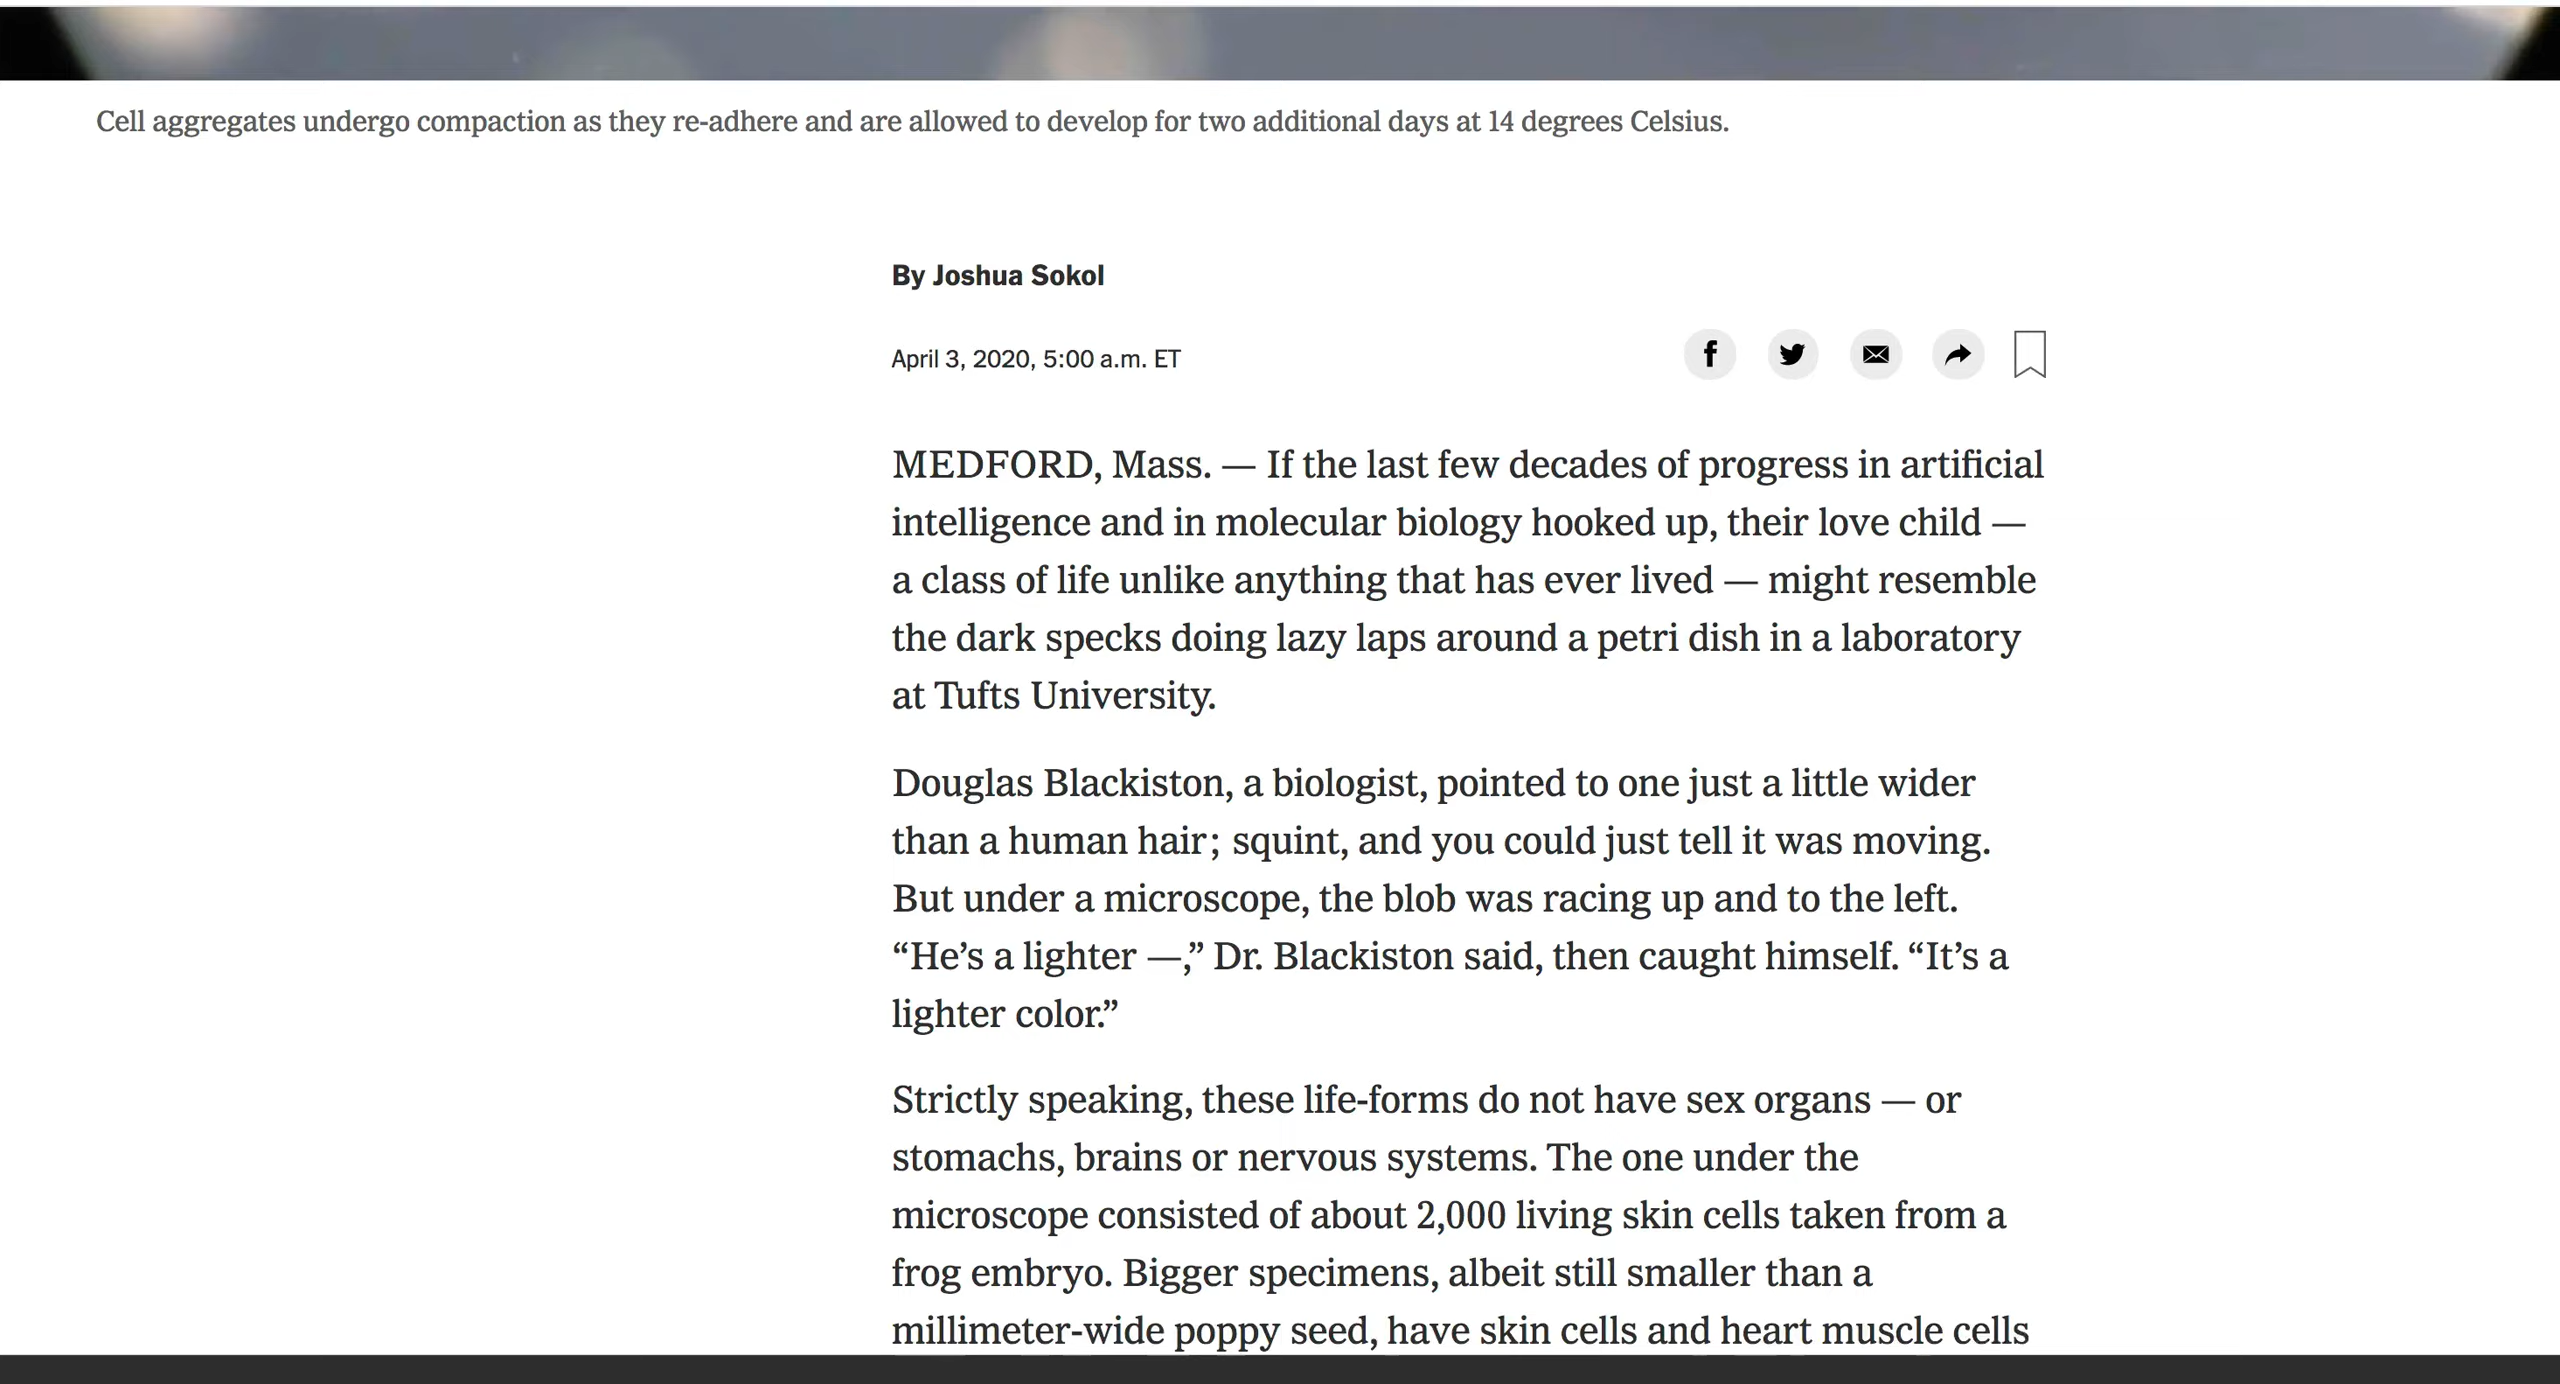 Cell aggregates undergo compaction as they re-adhere and are allowed to develop for two additional days at 14 degrees Celsius.
By Joshua Sokol
April 3, 2020, 5:00 a.m. ET
MEDFORD, Mass. — If the last few decades of progress in artificial
intelligence and in molecular biology hooked up, their love child —
a class of life unlike anything that has ever lived — might resemble
the dark specks doing lazy laps around a petri dish in a laboratory
at Tufts University.
Douglas Blackiston, a biologist, pointed to one just a little wider
than a human hair; squint, and you could just tell it was moving.
But under a microscope, the blob was racing up and to the left.
“He’s a lighter —,” Dr. Blackiston said, then caught himself. “It’s a
lighter color.”
Strictly speaking, these life-forms do not have sex organs — or
stomachs, brains or nervous systems. The one under the
microscope consisted of about 2,000 living skin cells taken from a
frog embryo. Bigger specimens, albeit still smaller than a
millimeter-wide poppy seed, have skin cells and heart muscle cells